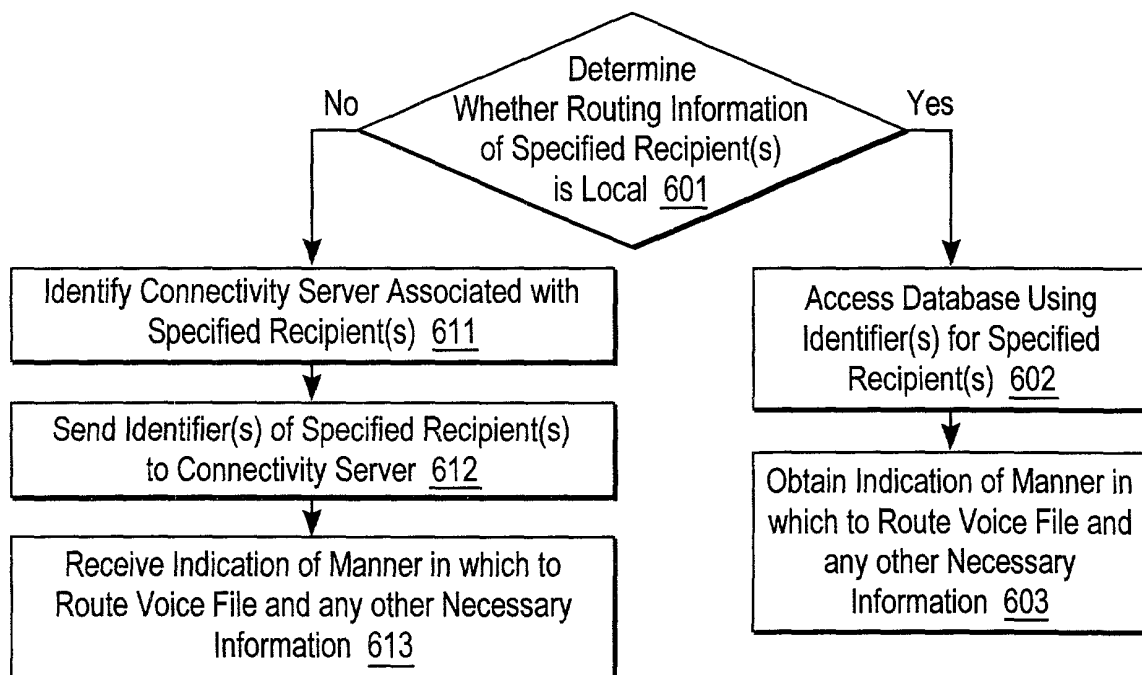 Determine
Whether Routing Information
of Specified Recipient(s)
is Local 601
No
Yes
Identify Connectivity Server Associated with
Specified Recipient(s) 611
Send Identifier(s) of Specified Recipient(s)
to Connectivity Server 612
Receive Indication of Manner in which to
Route Voice File and any other Necessary
Information 613
Access Database Using
Identifier(s) for Specified
Recipient(s) 602
Obtain Indication of Manner in
which to Route Voice File and
any other Necessary
Information 603